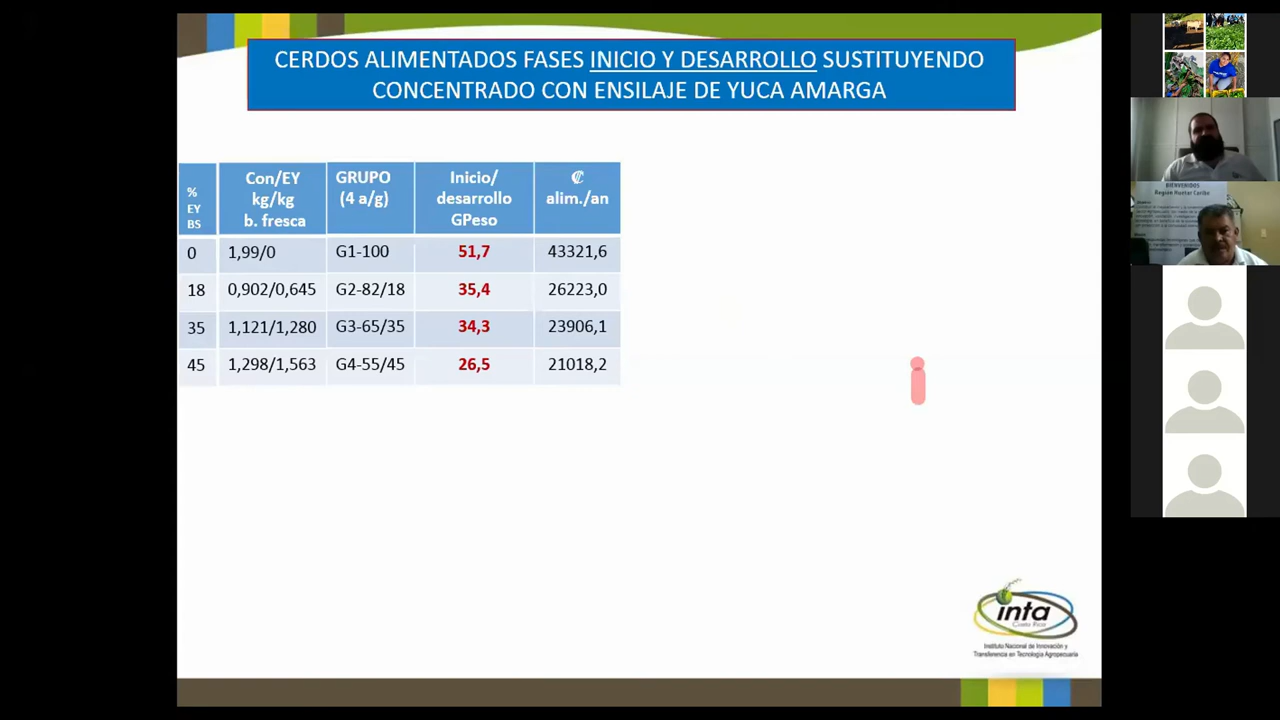 CERDOS ALIMENTADOS FASES INICIO Y DESARROLLO SUSTITUYENDO
CONCENTRADO CON ENSILAJE DE YUCA AMARGA
% EY BS Con/EY kg/kg b. fresca GRUPO (4 a/g) Inicio/ desarrollo GPeso ₡ alim./an
0 1,99/0 G1-100 51,7 43321,6
18 0,902/0,645 G2-82/18 35,4 26223,0
35 1,121/1,280 G3-65/35 34,3 23906,1
45 1,298/1,563 G4-55/45 26,5 21018,2
inta
Costa Rica
Instituto Nacional de Innovación y
Transferencia en Tecnología Agropecuaria
BIENVENIDOS
Región Huetar Caribe